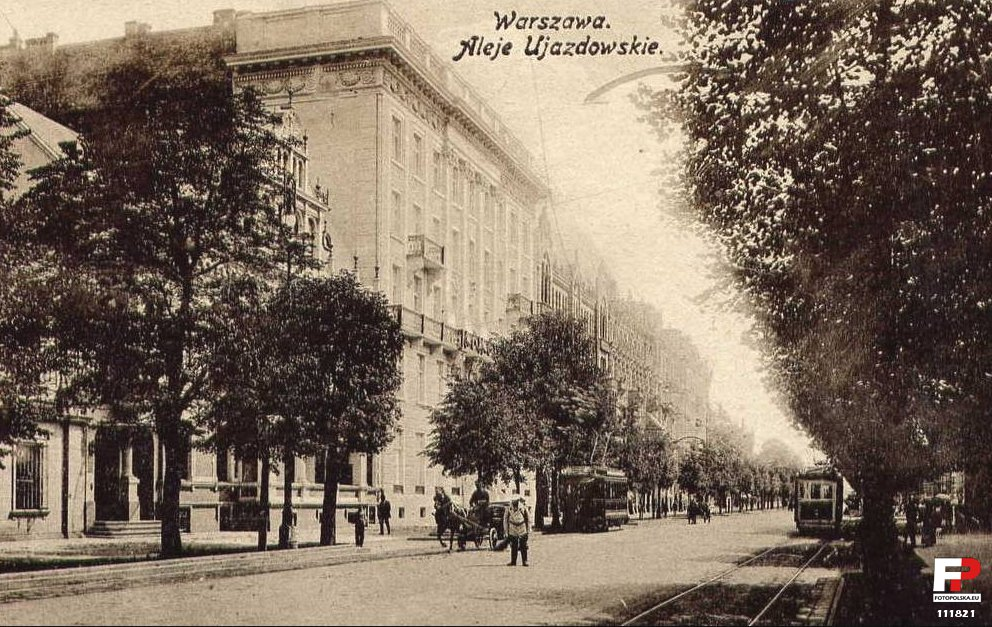 Warszawa.
Aleje Ujazdowskie.
FP
FOTOPOLSKA.EU
111821